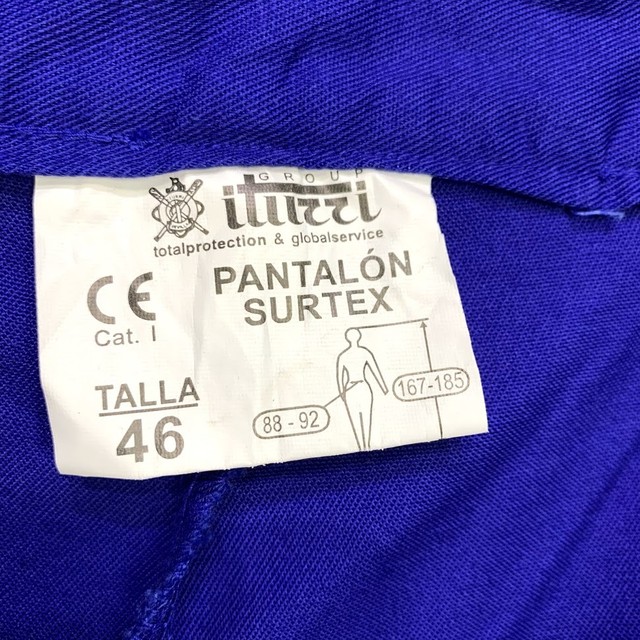 GROUP
iturri
totalprotection & globalservice
CE
Cat. I
PANTALÓN
SURTEX
TALLA
46
88 - 92
167-185